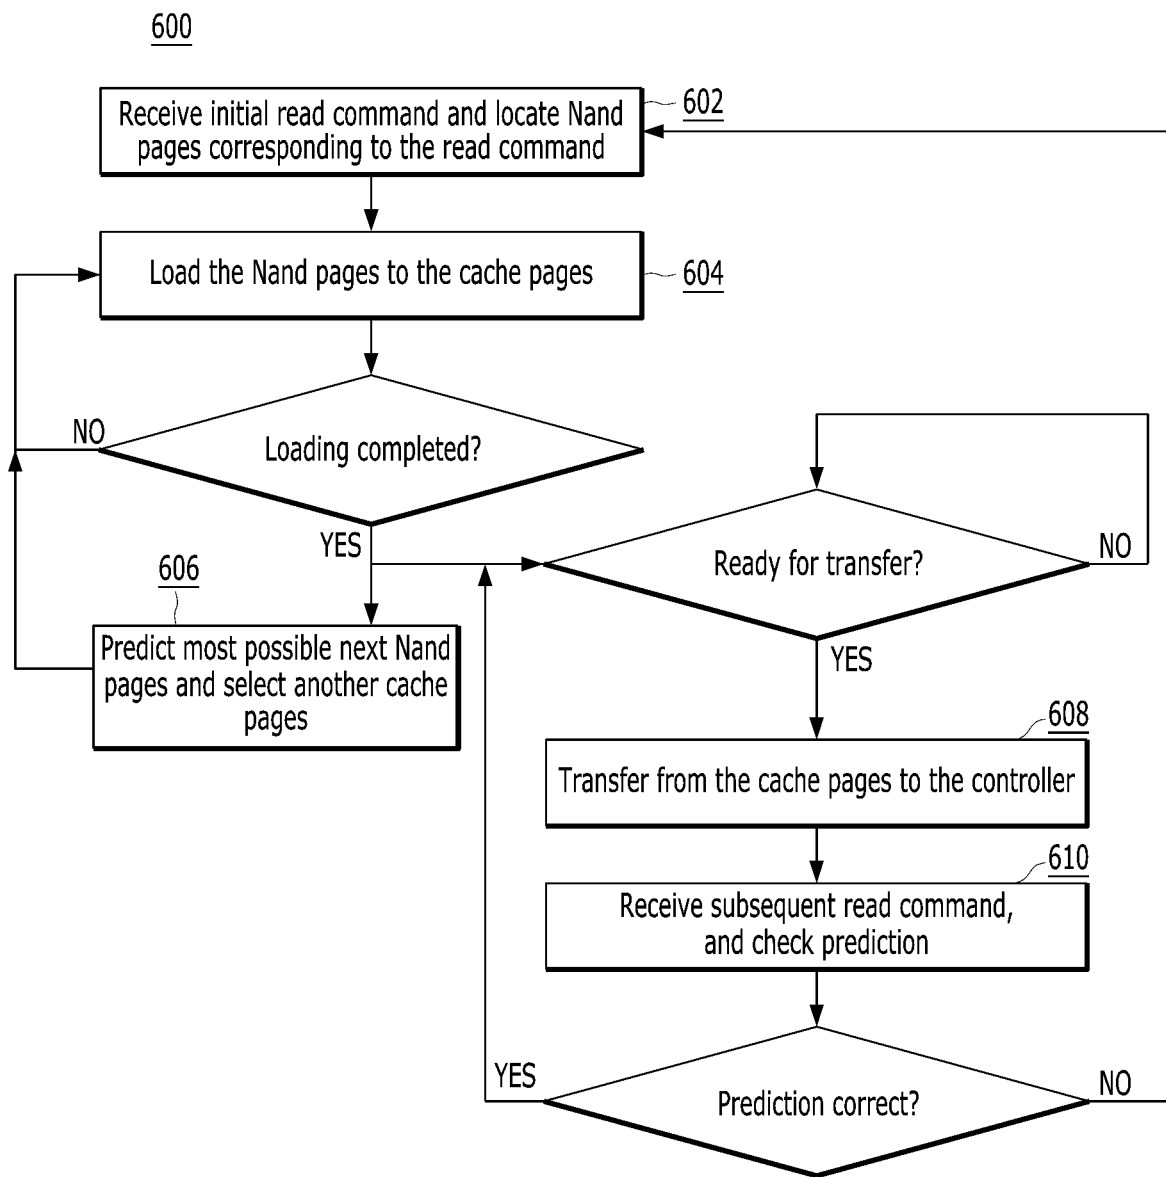 600
602
Receive initial read command and locate Nand
pages corresponding to the read command
Load the Nand pages to the cache pages
604
NO
Loading completed?
YES
Ready for transfer?
NO
606
Predict most possible next Nand
pages and select another cache
pages
YES
608
Transfer from the cache pages to the controller
610
Receive subsequent read command,
and check prediction
YES
Prediction correct?
NO